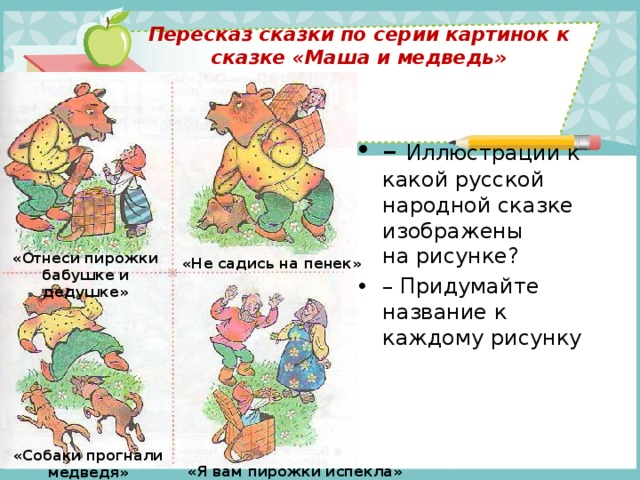 Пересказ сказки по серии картинок к
сказке «Маша и медведь»
• – Иллюстрации к
какой русской
народной сказке
изображены
на рисунке?
• – Придумайте
название к
каждому рисунку
«Отнеси пирожки
бабушке и
дедушке»
«Не садись на пенек»
«Собаки прогнали
медведя»
«Я вам пирожки испекла»